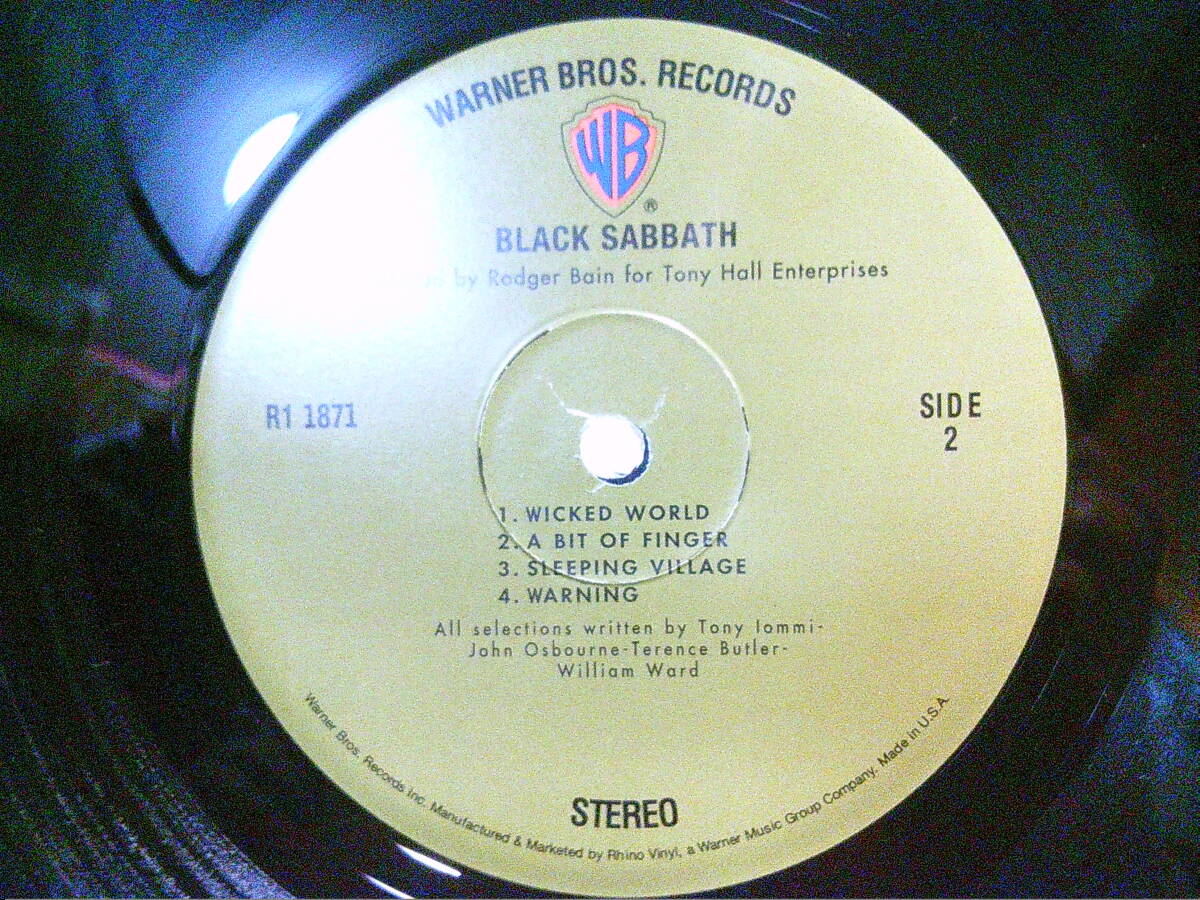 WARNER BROS. RECORDS
WB
®
BLACK SABBATH
by Rodger Bain for Tony Hall Enterprises
R1 1871
SIDE
2
1. WICKED WORLD
2. A BIT OF FINGER
3. SLEEPING VILLAGE
4. WARNING
All selections written by Tony Iommi-
John Osbourne-Terence Butler-
William Ward
STEREO
Warner Bros. Records Inc. Manufactured & Marketed by Rhino Vinyl, a Warner Music Group Company. Made in U.S.A.